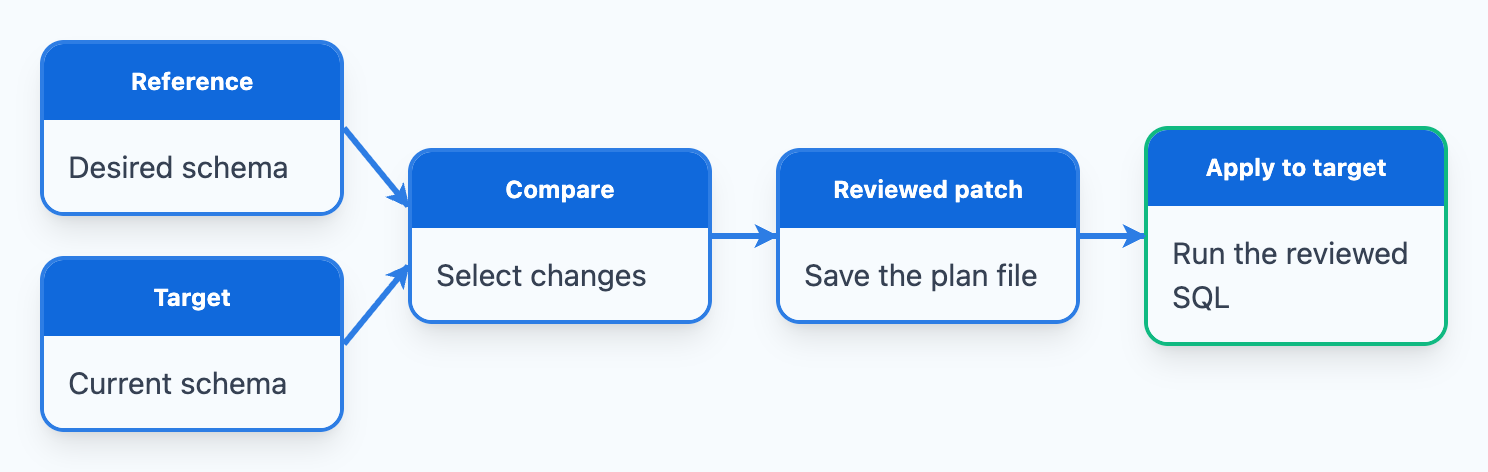 Reference
Desired schema
Target
Current schema
Compare
Select changes
Reviewed patch
Save the plan file
Apply to target
Run the reviewed
SQL